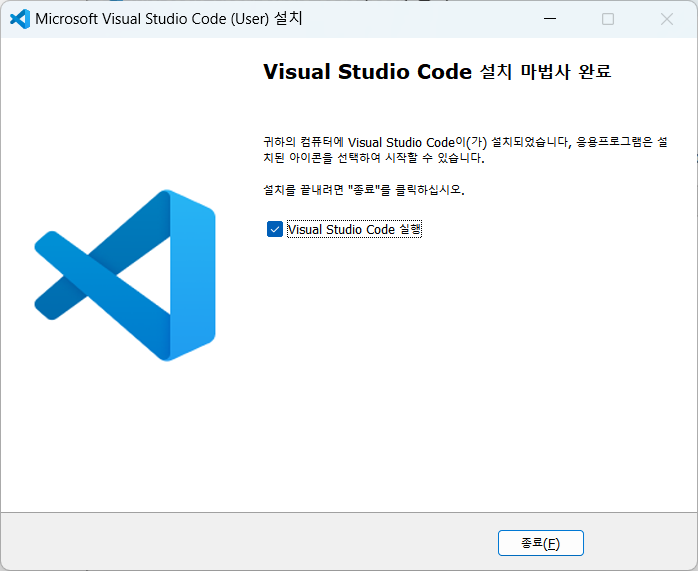 Microsoft Visual Studio Code (User) 설치
Visual Studio Code 설치 마법사 완료
귀하의 컴퓨터에 Visual Studio Code이(가) 설치되었습니다, 응용프로그램은 설
치된 아이콘을 선택하여 시작할 수 있습니다.
설치를 끝내려면 "종료"를 클릭하십시오.
Visual Studio Code 실행
종료(F)